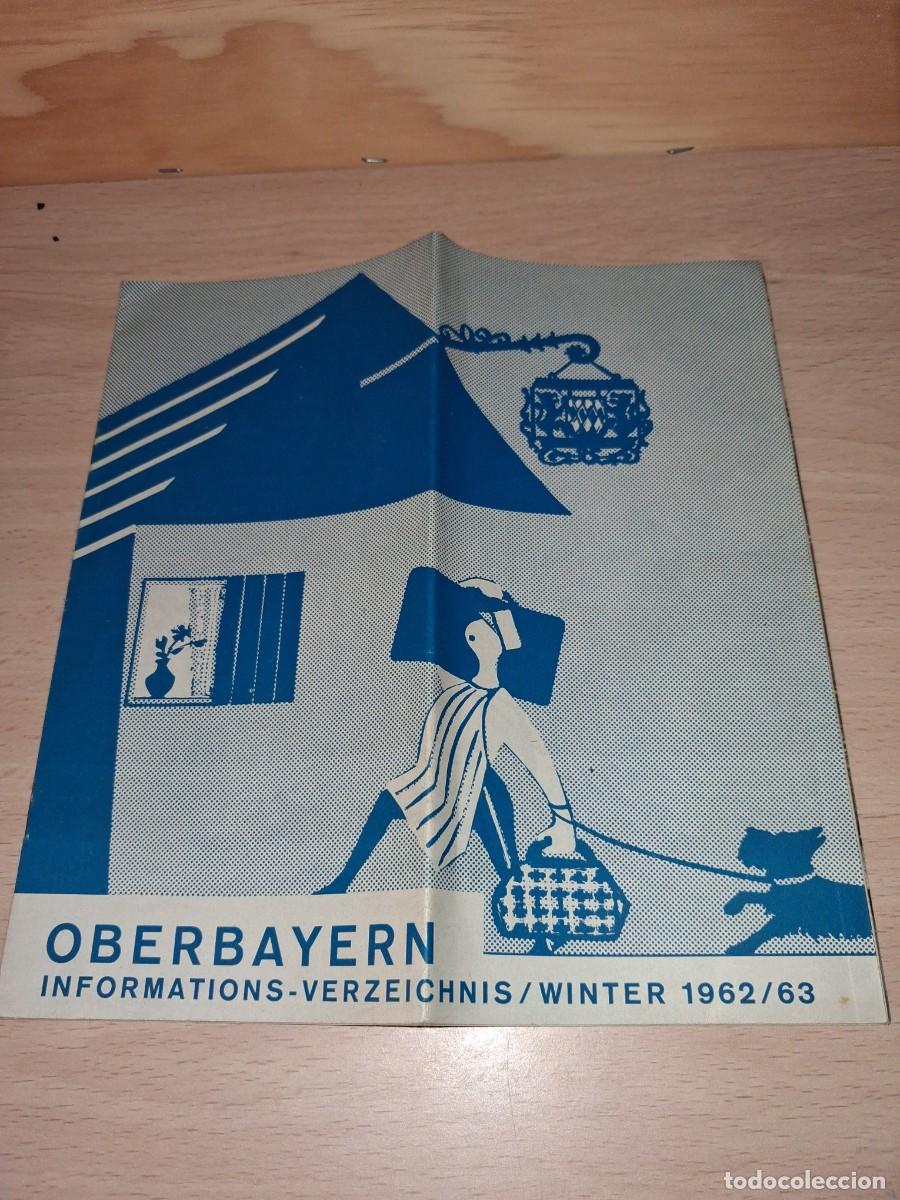 OBERBAYERN
INFORMATIONS-VERZEICHNIS/WINTER 1962/63
todocoleccion